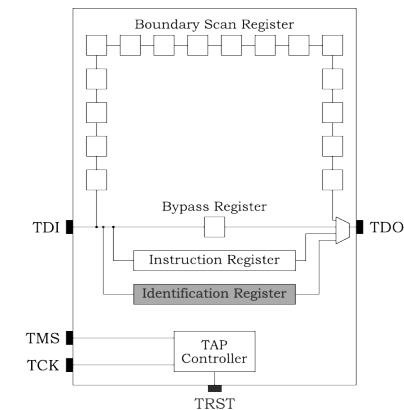 Boundary Scan Register
Bypass Register
TDI
TDO
Instruction Register
Identification Register
TMS
TAP
Controller
TCK
TRST